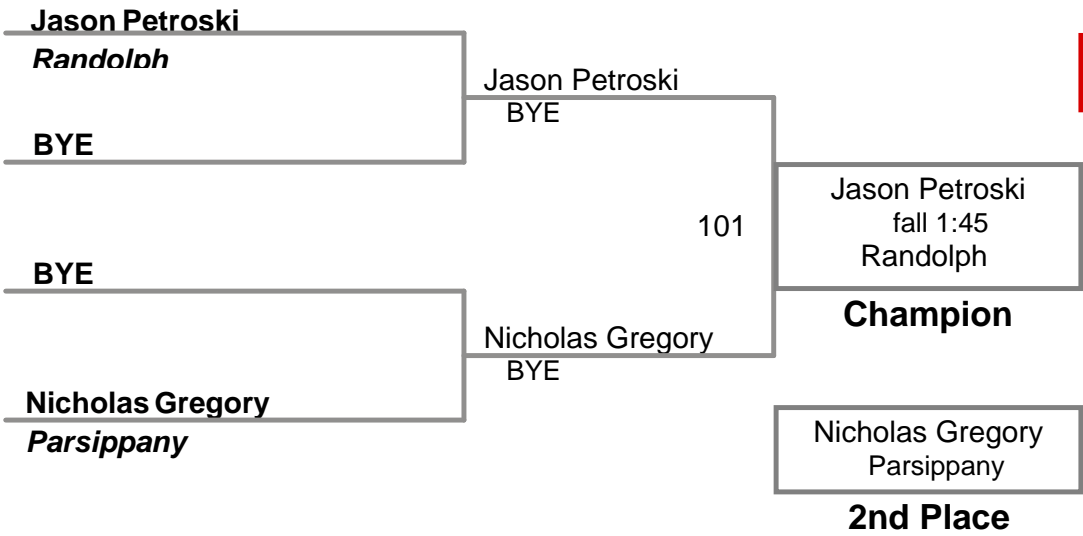 Jason Petroski
Randolph
Jason Petroski
BYE
BYE
Jason Petroski
fall 1:45
Randolph
101
BYE
Champion
Nicholas Gregory
BYE
Nicholas Gregory
Parsippany
Nicholas Gregory
Parsippany
2nd Place